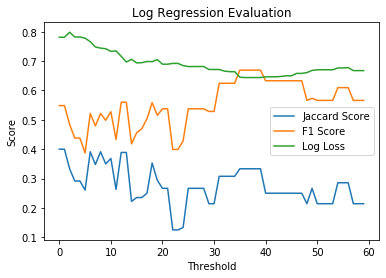 Log Regression Evaluation
0.8
0.7
0.6
0.5
0.4
0.3
0.2
0.1
Score
Jaccard Score
F1 Score
Log Loss
0
10
20
30
40
50
60
Threshold